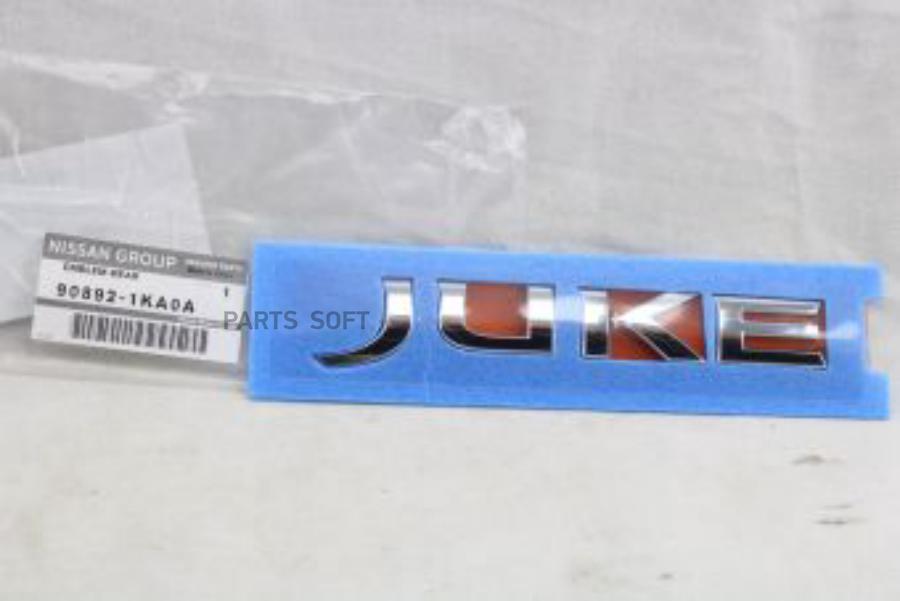 NISSAN GROUP
EMBLEM-REAR
1
90892-1KA0A
PARTS SOFT
JUKE